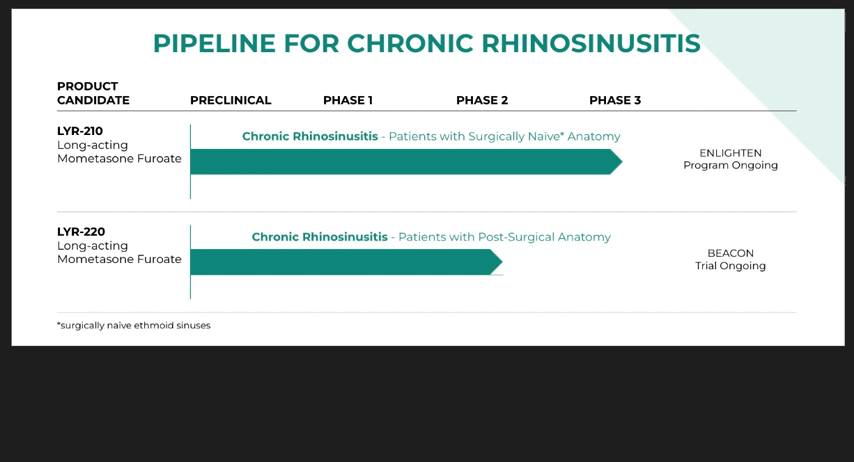 PIPELINE FOR CHRONIC RHINOSINUSITIS
PRODUCT
CANDIDATE
PRECLINICAL
PHASE 1
PHASE 2
PHASE 3
LYR-210
Long-acting
Mometasone Furoate
Chronic Rhinosinusitis - Patients with Surgically Naïve* Anatomy
ENLIGHTEN
Program Ongoing
LYR-220
Long-acting
Mometasone Furoate
Chronic Rhinosinusitis - Patients with Post-Surgical Anatomy
BEACON
Trial Ongoing
*surgically naïve ethmoid sinuses